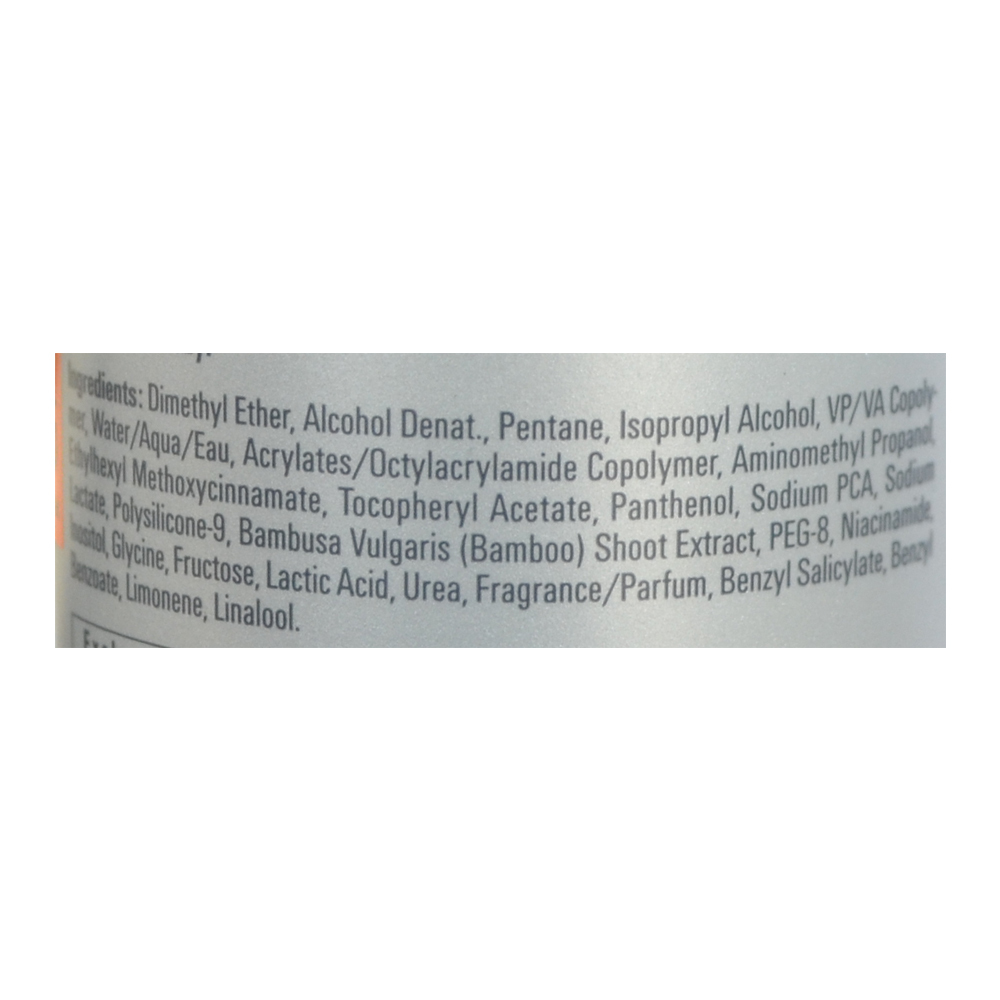 Ingredients: Dimethyl Ether, Alcohol Denat., Pentane, Isopropyl Alcohol, VP/VA Copoly-
mer, Water/Aqua/Eau, Acrylates/Octylacrylamide Copolymer, Aminomethyl Propanol,
Ethylhexyl Methoxycinnamate, Tocopheryl Acetate, Panthenol, Sodium PCA, Sodium
Lactate, Polysilicone-9, Bambusa Vulgaris (Bamboo) Shoot Extract, PEG-8, Niacinamide,
Inositol, Glycine, Fructose, Lactic Acid, Urea, Fragrance/Parfum, Benzyl Salicylate, Benzyl
Benzoate, Limonene, Linalool.